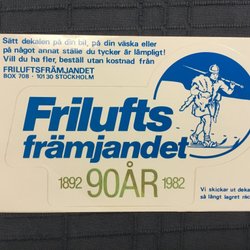 Sätt dekalen på din bil, på din väska eller
på något annat ställe du tycker är lämpligt!
Vill du ha fler, beställ utan kostnad från
FRILUFTSFRÄMJANDET
BOX 708 - 101 30 STOCKHOLM
Frilufts
främjandet
1892 90ÅR 1982
Vi skickar ut deka
så långt lagret räc